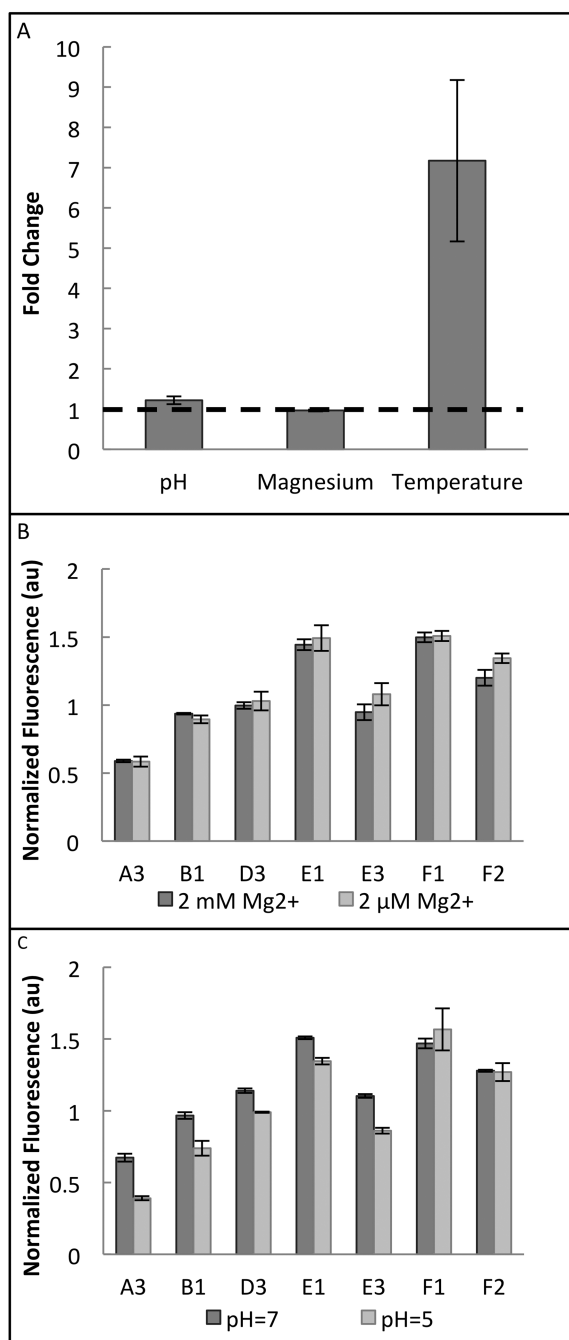 A
Fold Change
10
9
8
7
6
5
4
3
2
1
0
pH Magnesium Temperature
B
Normalized Fluorescence (au)
2
1.5
1
0.5
0
A3 B1 D3 E1 E3 F1 F2
2 mM Mg2+ 2 μM Mg2+
C
Normalized Fluorescence (au)
2
1.5
1
0.5
0
A3 B1 D3 E1 E3 F1 F2
pH=7 pH=5